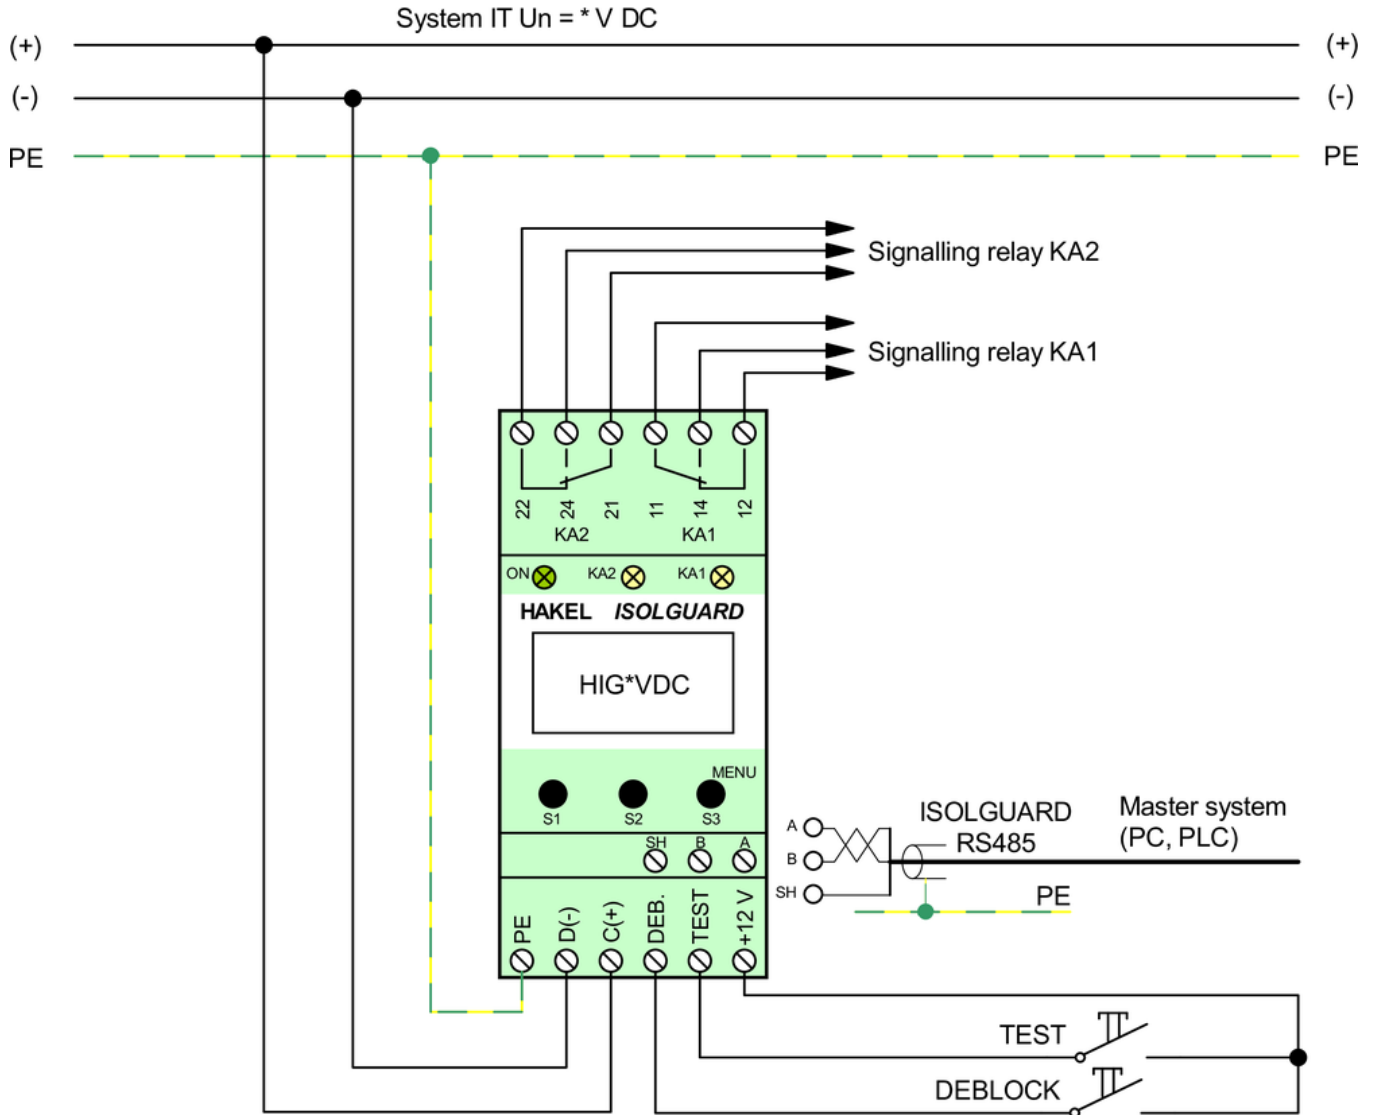 System IT Un = * V DC
(+) (+)
(-) (-)
PE PE
Signalling relay KA2
Signalling relay KA1
22 24 21 11 14 12
KA2 KA1
ON KA2 KA1
HAKEL ISOLGUARD
HIG*VDC
MENU
S1 S2 S3
SH B A
A
B
SH
ISOLGUARD
RS485
Master system
(PC, PLC)
PE
PE D(-) C(+) DEB. TEST +12 V
TEST
DEBLOCK